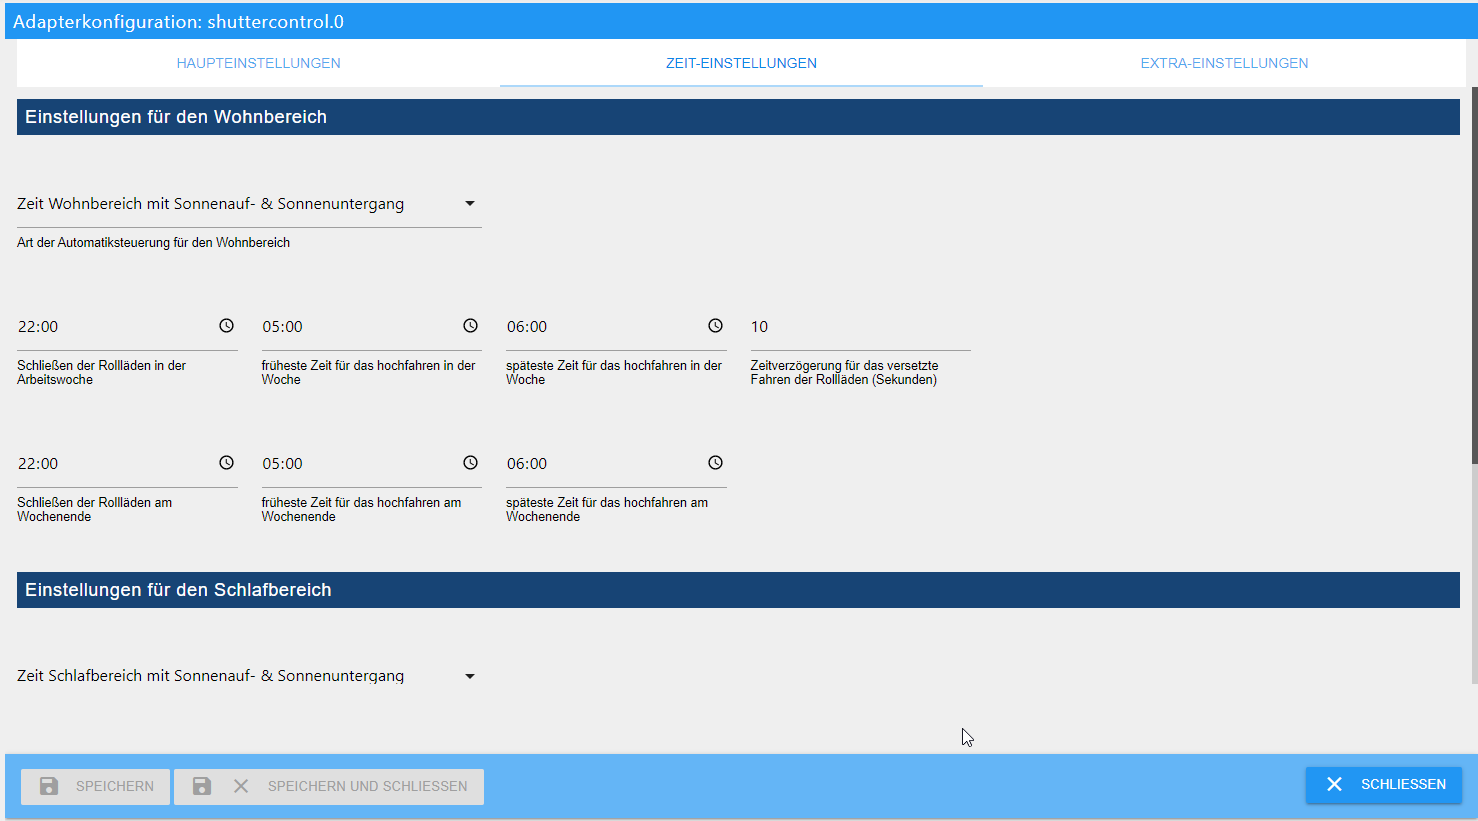 Adapterkonfiguration: shuttercontrol.0
HAUPTEINSTELLUNGEN
ZEIT-EINSTELLUNGEN
EXTRA-EINSTELLUNGEN
Einstellungen für den Wohnbereich
Zeit Wohnbereich mit Sonnenauf- & Sonnenuntergang
Art der Automatiksteuerung für den Wohnbereich
22:00
05:00
06:00
10
Schließen der Rollläden in der
Arbeitswoche
früheste Zeit für das hochfahren in der
Woche
späteste Zeit für das hochfahren in der
Woche
Zeitverzögerung für das versetzte
Fahren der Rollläden (Sekunden)
22:00
05:00
06:00
Schließen der Rollläden am
Wochenende
früheste Zeit für das hochfahren am
Wochenende
späteste Zeit für das hochfahren am
Wochenende
Einstellungen für den Schlafbereich
Zeit Schlafbereich mit Sonnenauf- & Sonnenuntergang
SPEICHERN
SPEICHERN UND SCHLIESSEN
SCHLIESSEN